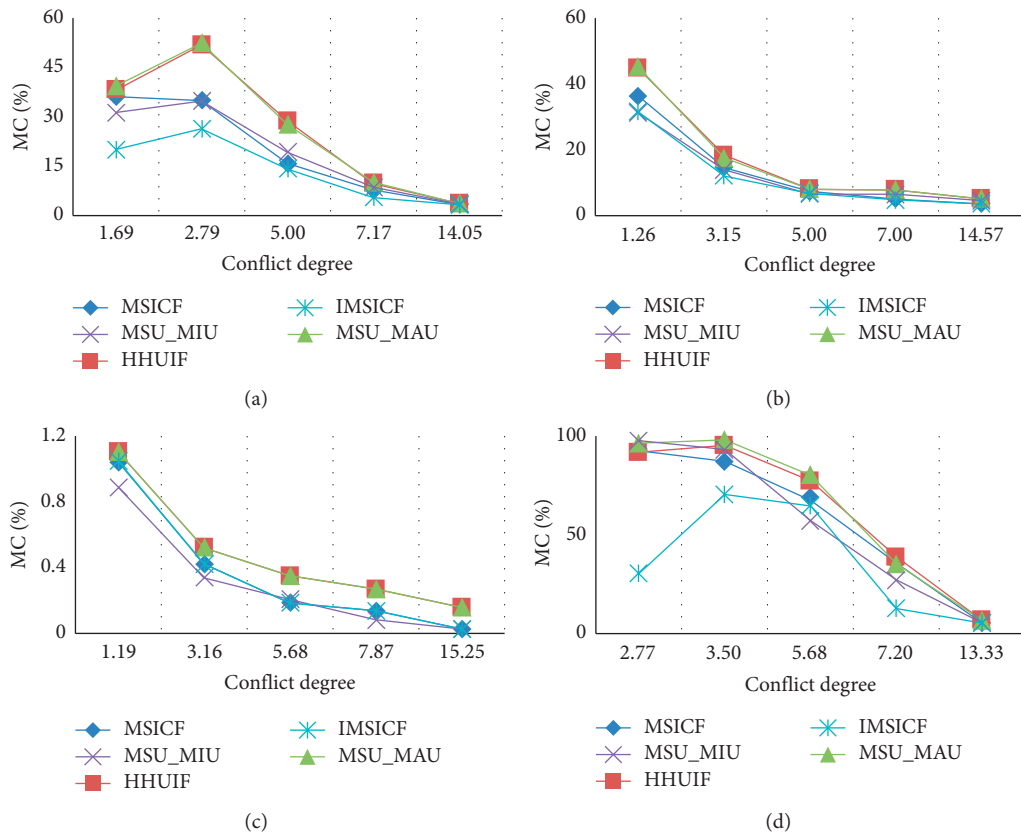 60
45
30
15
0
MC (%)
1.69 2.79 5.00 7.17 14.05
Conflict degree
MSICF IMSICF
MSU_MIU MSU_MAU
HHUIF
(a)
60
40
20
0
MC (%)
1.26 3.15 5.00 7.00 14.57
Conflict degree
MSICF IMSICF
MSU_MIU MSU_MAU
HHUIF
(b)
1.2
0.8
0.4
0
MC (%)
1.19 3.16 5.68 7.87 15.25
Conflict degree
MSICF IMSICF
MSU_MIU MSU_MAU
HHUIF
(c)
100
50
0
MC (%)
2.77 3.50 5.68 7.20 13.33
Conflict degree
MSICF IMSICF
MSU_MIU MSU_MAU
HHUIF
(d)